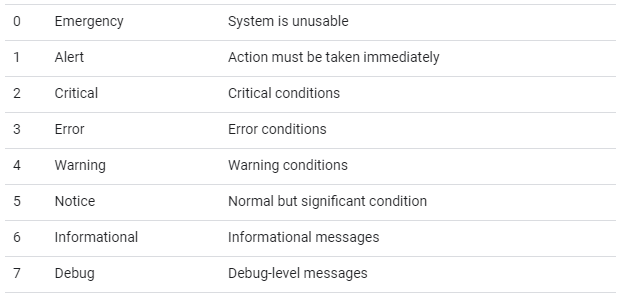 0 Emergency System is unusable
1 Alert Action must be taken immediately
2 Critical Critical conditions
3 Error Error conditions
4 Warning Warning conditions
5 Notice Normal but significant condition
6 Informational Informational messages
7 Debug Debug-level messages